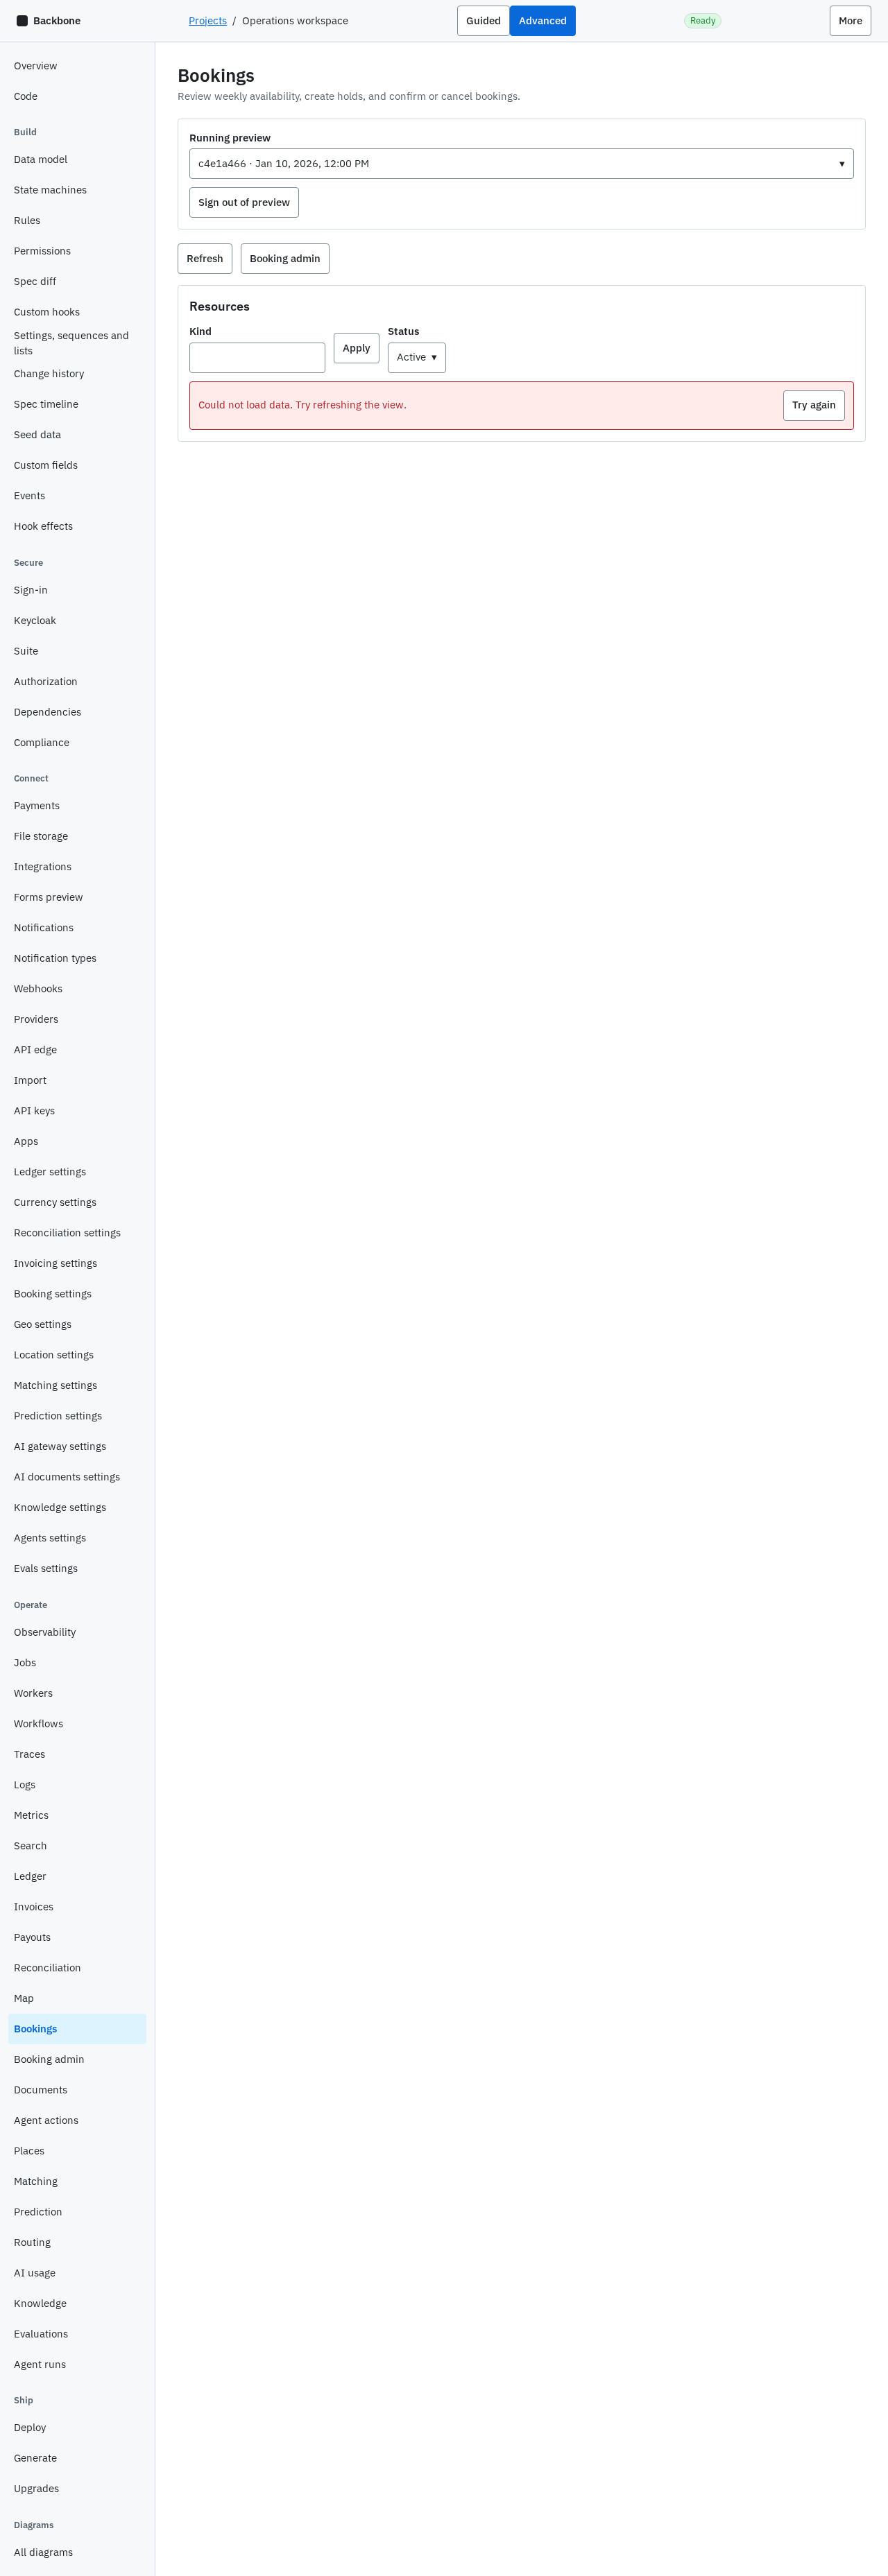 Backbone
Projects / Operations workspace
Guided
Advanced
Ready
More
Overview
Code
Build
Data model
State machines
Rules
Permissions
Spec diff
Custom hooks
Settings, sequences and
lists
Change history
Spec timeline
Seed data
Custom fields
Events
Hook effects
Secure
Sign-in
Keycloak
Suite
Authorization
Dependencies
Compliance
Connect
Payments
File storage
Integrations
Forms preview
Notifications
Notification types
Webhooks
Providers
API edge
Import
API keys
Apps
Ledger settings
Currency settings
Reconciliation settings
Invoicing settings
Booking settings
Geo settings
Location settings
Matching settings
Prediction settings
AI gateway settings
AI documents settings
Knowledge settings
Agents settings
Evals settings
Operate
Observability
Jobs
Workers
Workflows
Traces
Logs
Metrics
Search
Ledger
Invoices
Payouts
Reconciliation
Map
Bookings
Booking admin
Documents
Agent actions
Places
Matching
Prediction
Routing
AI usage
Knowledge
Evaluations
Agent runs
Ship
Deploy
Generate
Upgrades
Diagrams
All diagrams
Bookings
Review weekly availability, create holds, and confirm or cancel bookings.
Running preview
c4e1a466 · Jan 10, 2026, 12:00 PM
Sign out of preview
Refresh
Booking admin
Resources
Kind
Apply
Status
Active
Could not load data. Try refreshing the view.
Try again